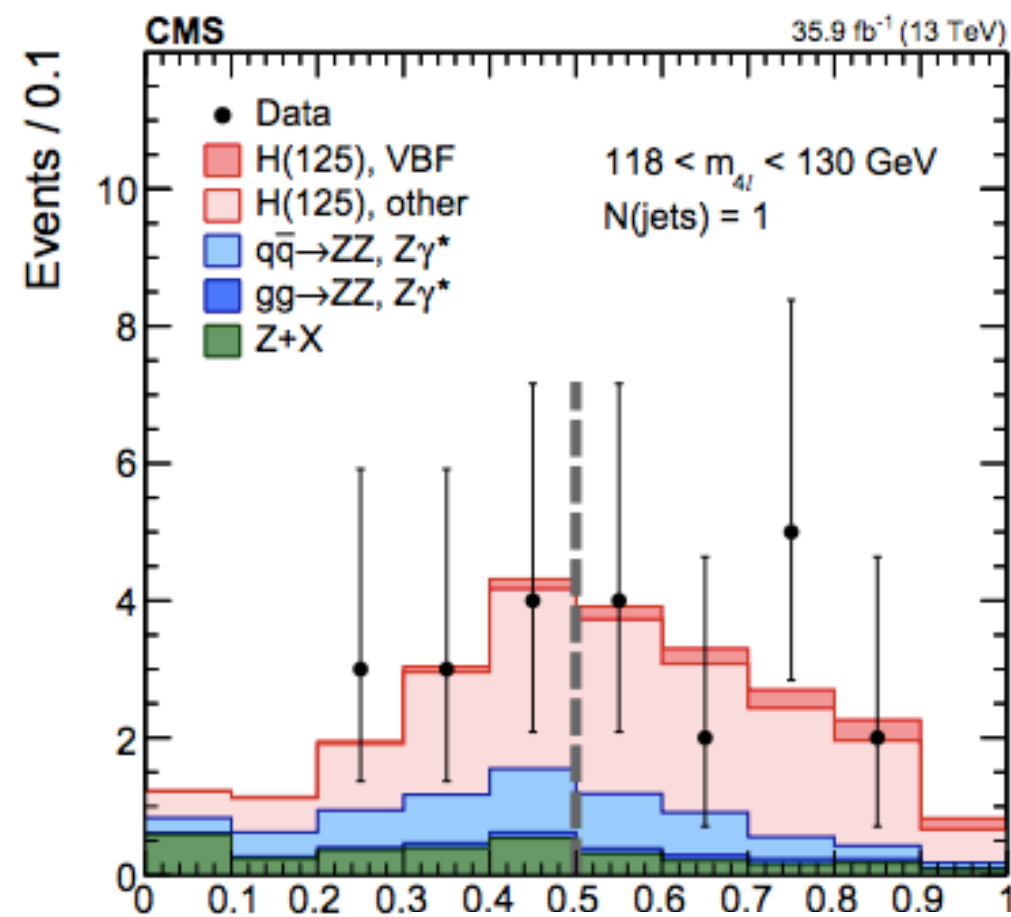 CMS
35.9 fb⁻¹ (13 TeV)
Events / 0.1
Data
H(125), VBF
H(125), other
qq̅→ZZ, Zγ*
gg→ZZ, Zγ*
Z+X
118 < m₄ₗ < 130 GeV
N(jets) = 1
10
8
6
4
2
0
0 0.1 0.2 0.3 0.4 0.5 0.6 0.7 0.8 0.9 1